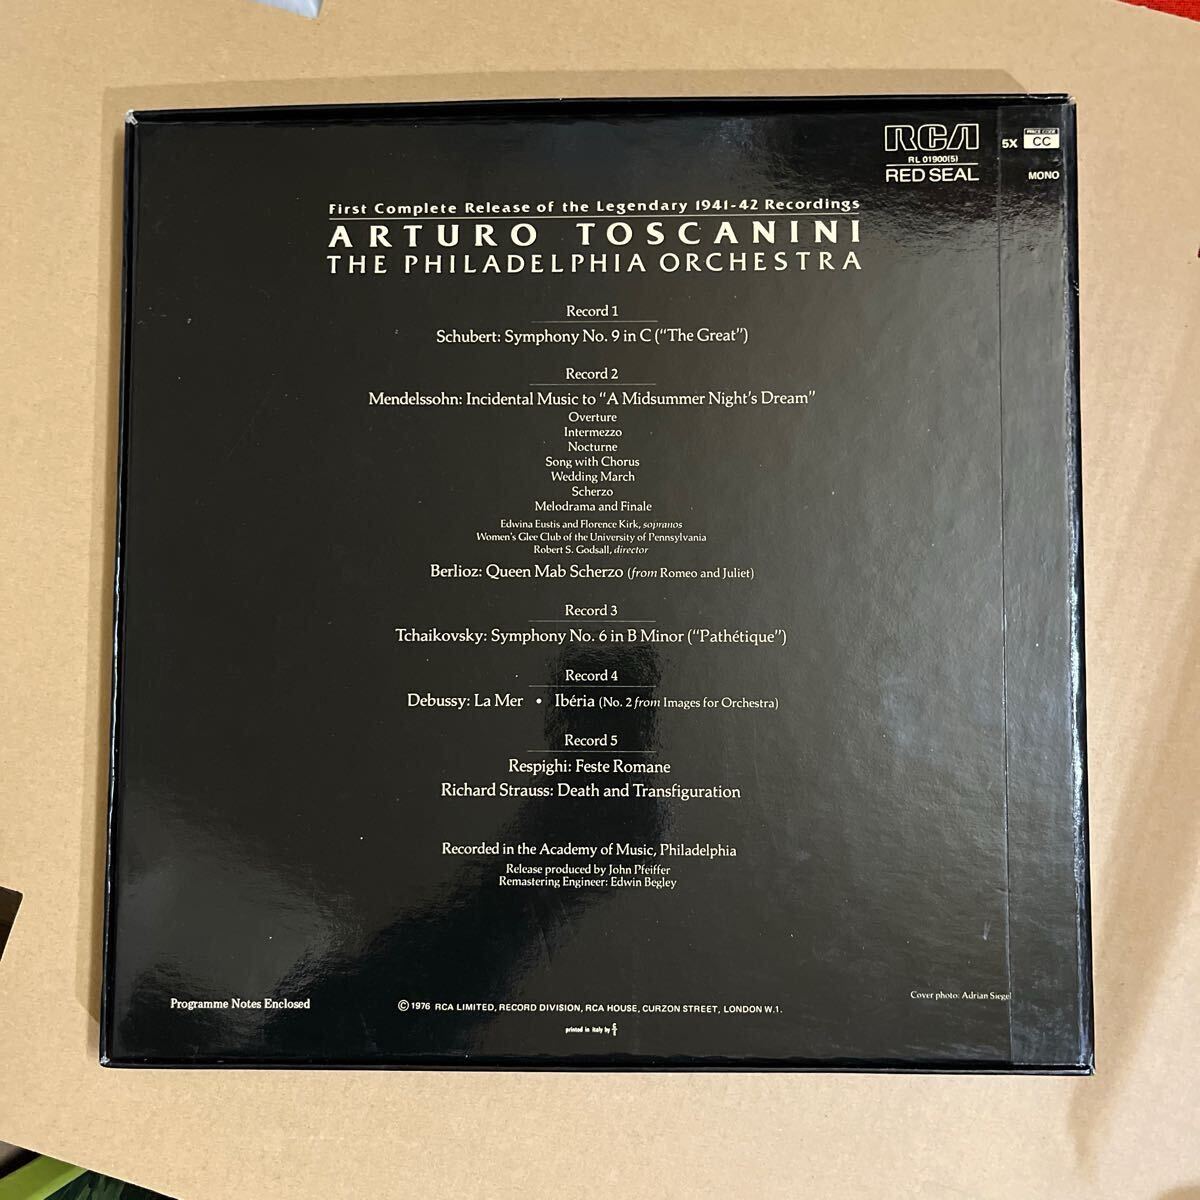 RCA
RL 01900(5)
RED SEAL
5X
PRICE CODE
CC
MONO
First Complete Release of the Legendary 1941-42 Recordings
ARTURO TOSCANINI
THE PHILADELPHIA ORCHESTRA
Record 1
Schubert: Symphony No. 9 in C (“The Great”)
Record 2
Mendelssohn: Incidental Music to “A Midsummer Night's Dream”
Overture
Intermezzo
Nocturne
Song with Chorus
Wedding March
Scherzo
Melodrama and Finale
Edwina Eustis and Florence Kirk, sopranos
Women's Glee Club of the University of Pennsylvania
Robert S. Godsall, director
Berlioz: Queen Mab Scherzo (from Romeo and Juliet)
Record 3
Tchaikovsky: Symphony No. 6 in B Minor (“Pathétique”)
Record 4
Debussy: La Mer • Ibéria (No. 2 from Images for Orchestra)
Record 5
Respighi: Feste Romane
Richard Strauss: Death and Transfiguration
Recorded in the Academy of Music, Philadelphia
Release produced by John Pfeiffer
Remastering Engineer: Edwin Begley
Programme Notes Enclosed
Cover photo: Adrian Siegel
© 1976 RCA LIMITED, RECORD DIVISION, RCA HOUSE, CURZON STREET, LONDON W.1.
printed in Italy by